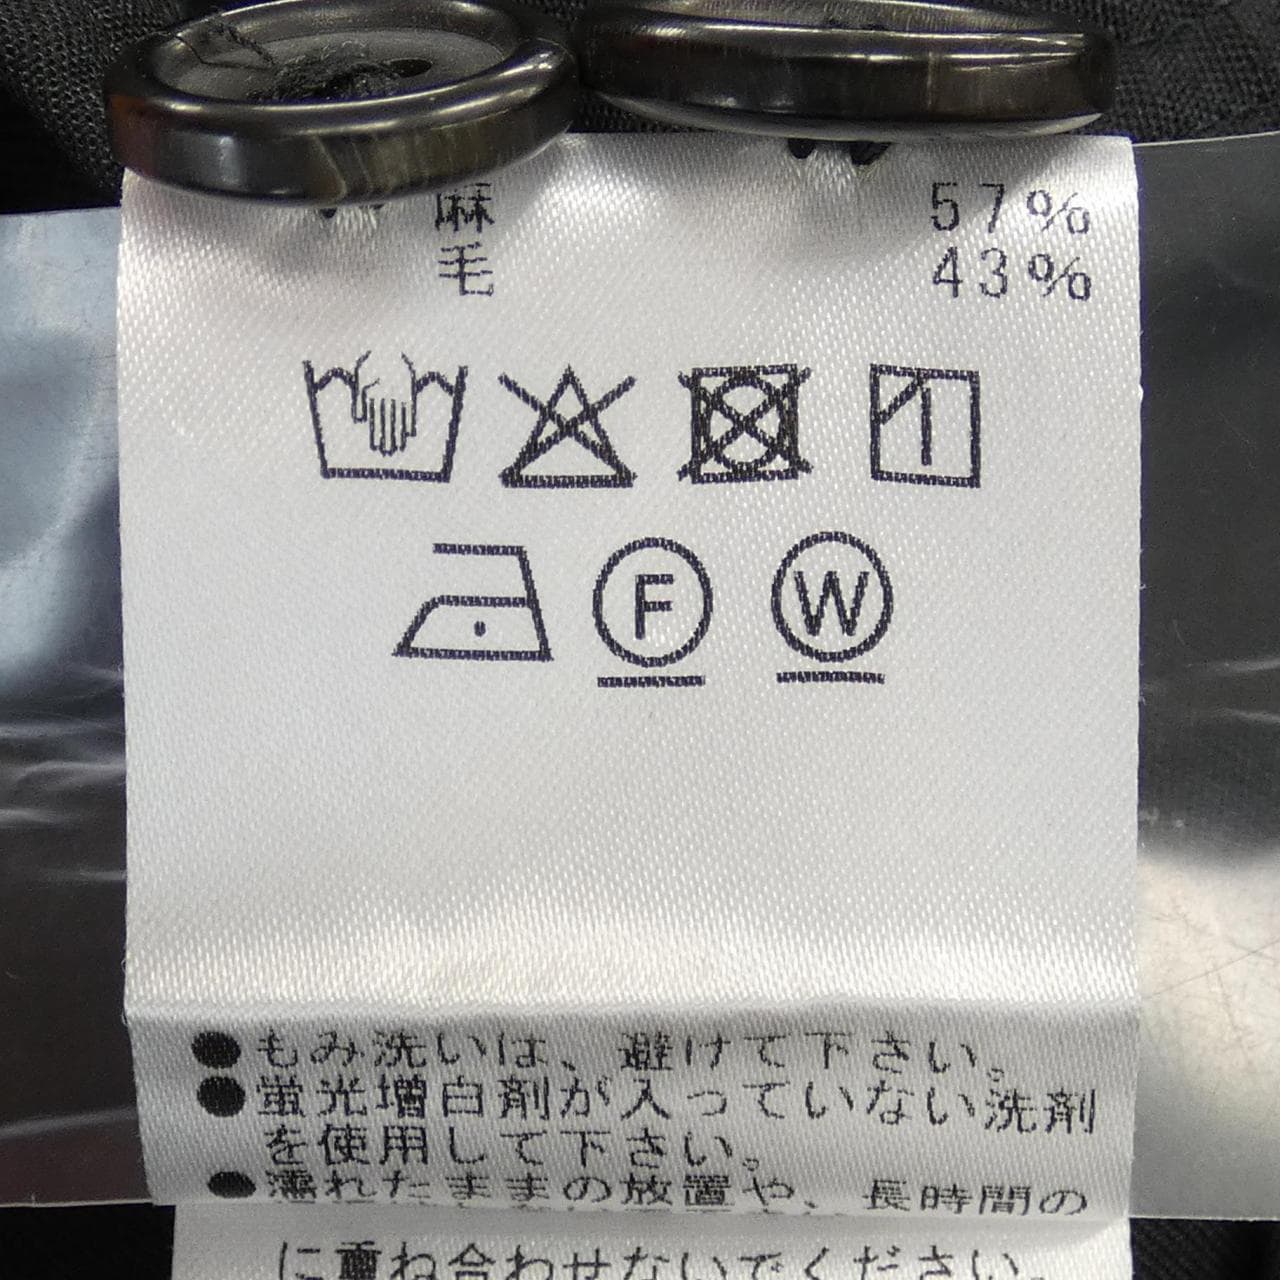 麻 57%
毛 43%
F W
●もみ洗いは、避けて下さい。
●蛍光増白剤が入っていない洗剤
を使用して下さい。
●濡れたままの放置や、長時間の
に重ね合わせないでください。